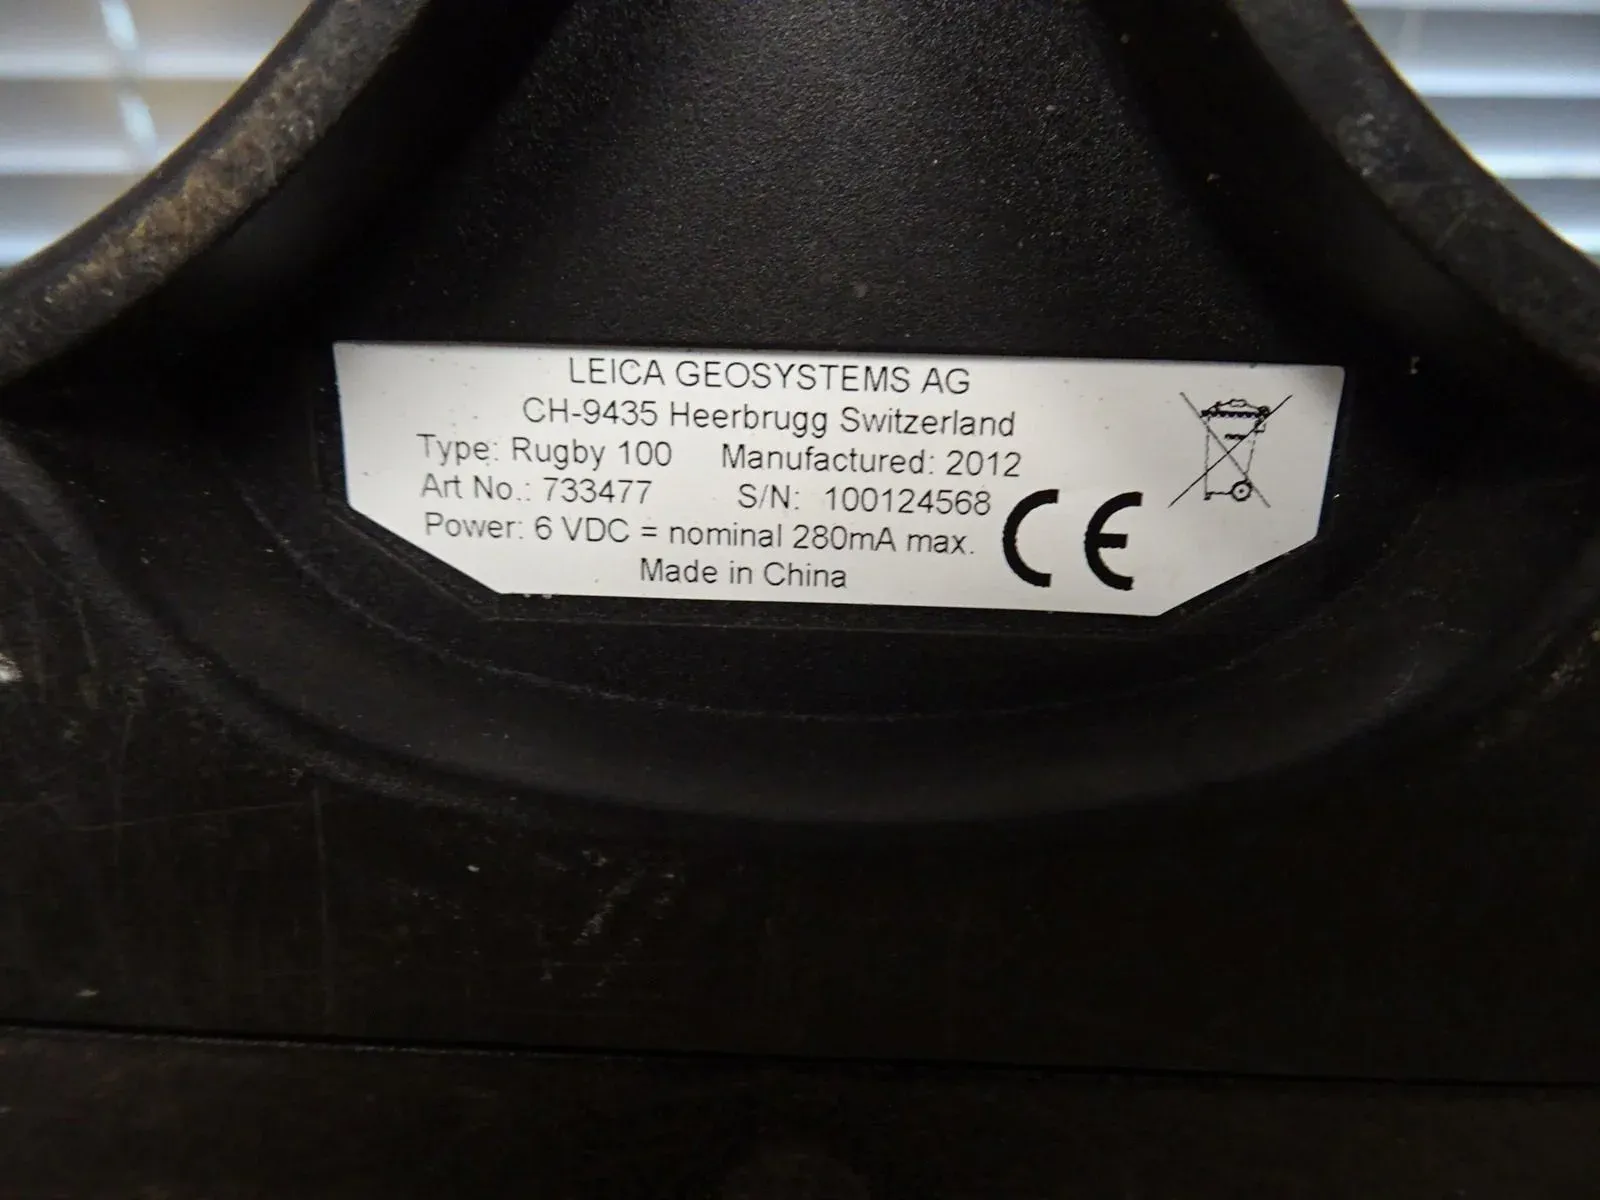 LEICA GEOSYSTEMS AG
CH-9435 Heerbrugg Switzerland
Type: Rugby 100 Manufactured: 2012
Art No.: 733477 S/N: 100124568
Power: 6 VDC = nominal 280mA max.
Made in China
CE